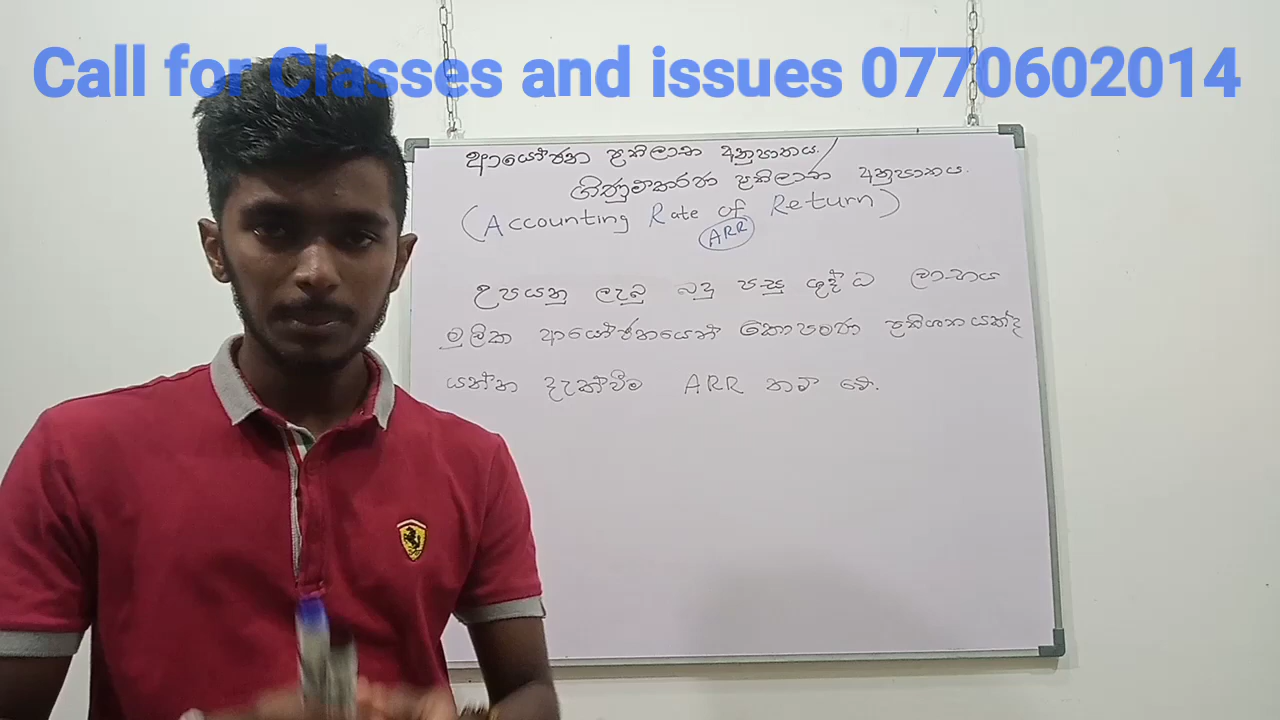 Call for Classes and issues 0770602014
ආයෝජන ප්‍රතිලාභ අනුපාතය /
ගිණුම්කරණ ප්‍රතිලාභ අනුපාතය.
(Accounting Rate of Return)
ARR
උපයනු ලැබූ බදු පසු ශුද්ධ ලාභය
මූලික ආයෝජනයෙන් කොපමණ ප්‍රතිශතයක්ද
යන්න දැක්වීම ARR නම් වේ.